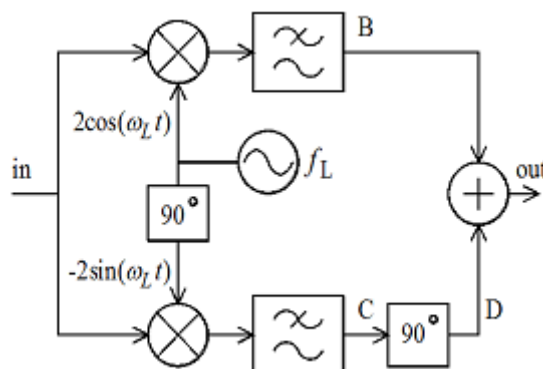 B
2cos(ω_L t)
in
f_L
out
90°
-2sin(ω_L t)
C
90°
D